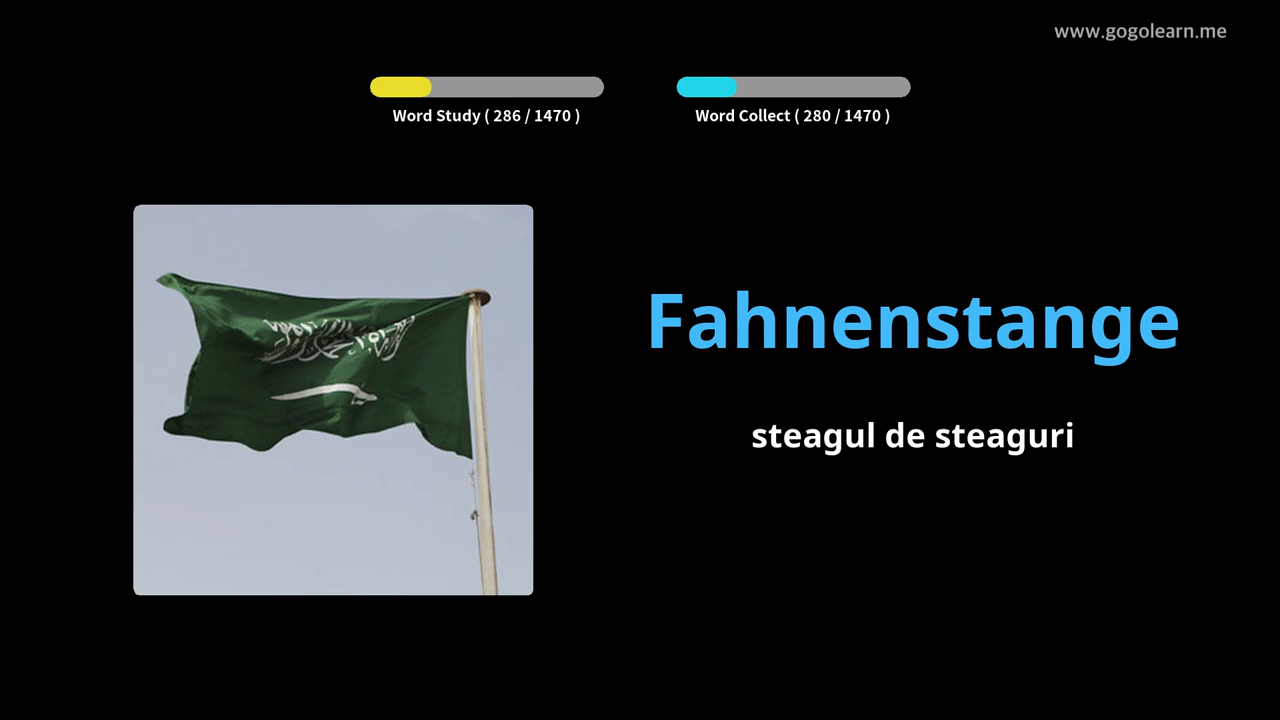 www.gogolearn.me
Word Study ( 286 / 1470 )
Word Collect ( 280 / 1470 )
Fahnenstange
steagul de steaguri